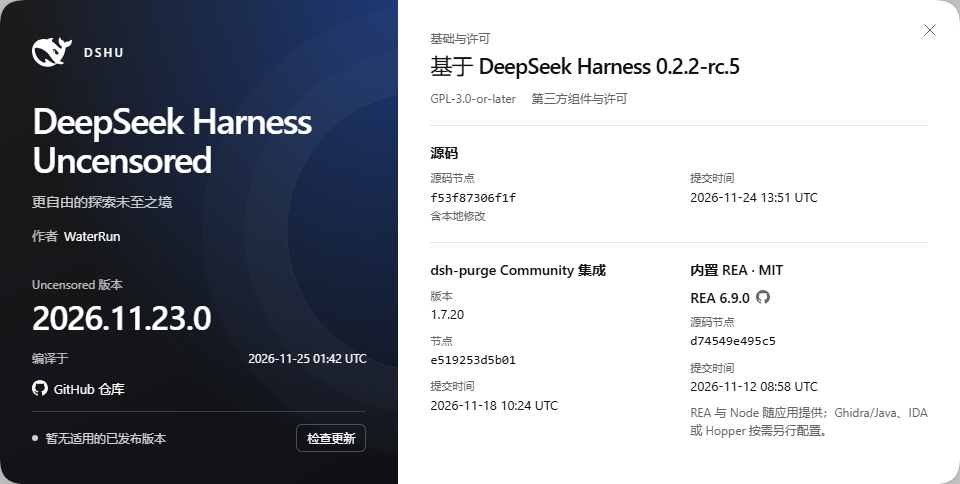 DSHU
DeepSeek Harness
Uncensored
更自由的探索未至之境
作者 WaterRun
Uncensored 版本
2026.11.23.0
编译于 2026-11-25 01:42 UTC
GitHub 仓库
暂无适用的已发布版本 检查更新
基础与许可
基于 DeepSeek Harness 0.2.2-rc.5
GPL-3.0-or-later 第三方组件与许可
源码
源码节点
f53f87306f1f
含本地修改
提交时间
2026-11-24 13:51 UTC
dsh-purge Community 集成
版本
1.7.20
节点
e519253d5b01
提交时间
2026-11-18 10:24 UTC
内置 REA · MIT
REA 6.9.0
源码节点
d74549e495c5
提交时间
2026-11-12 08:58 UTC
REA 与 Node 随应用提供；Ghidra/Java、IDA
或 Hopper 按需另行配置。